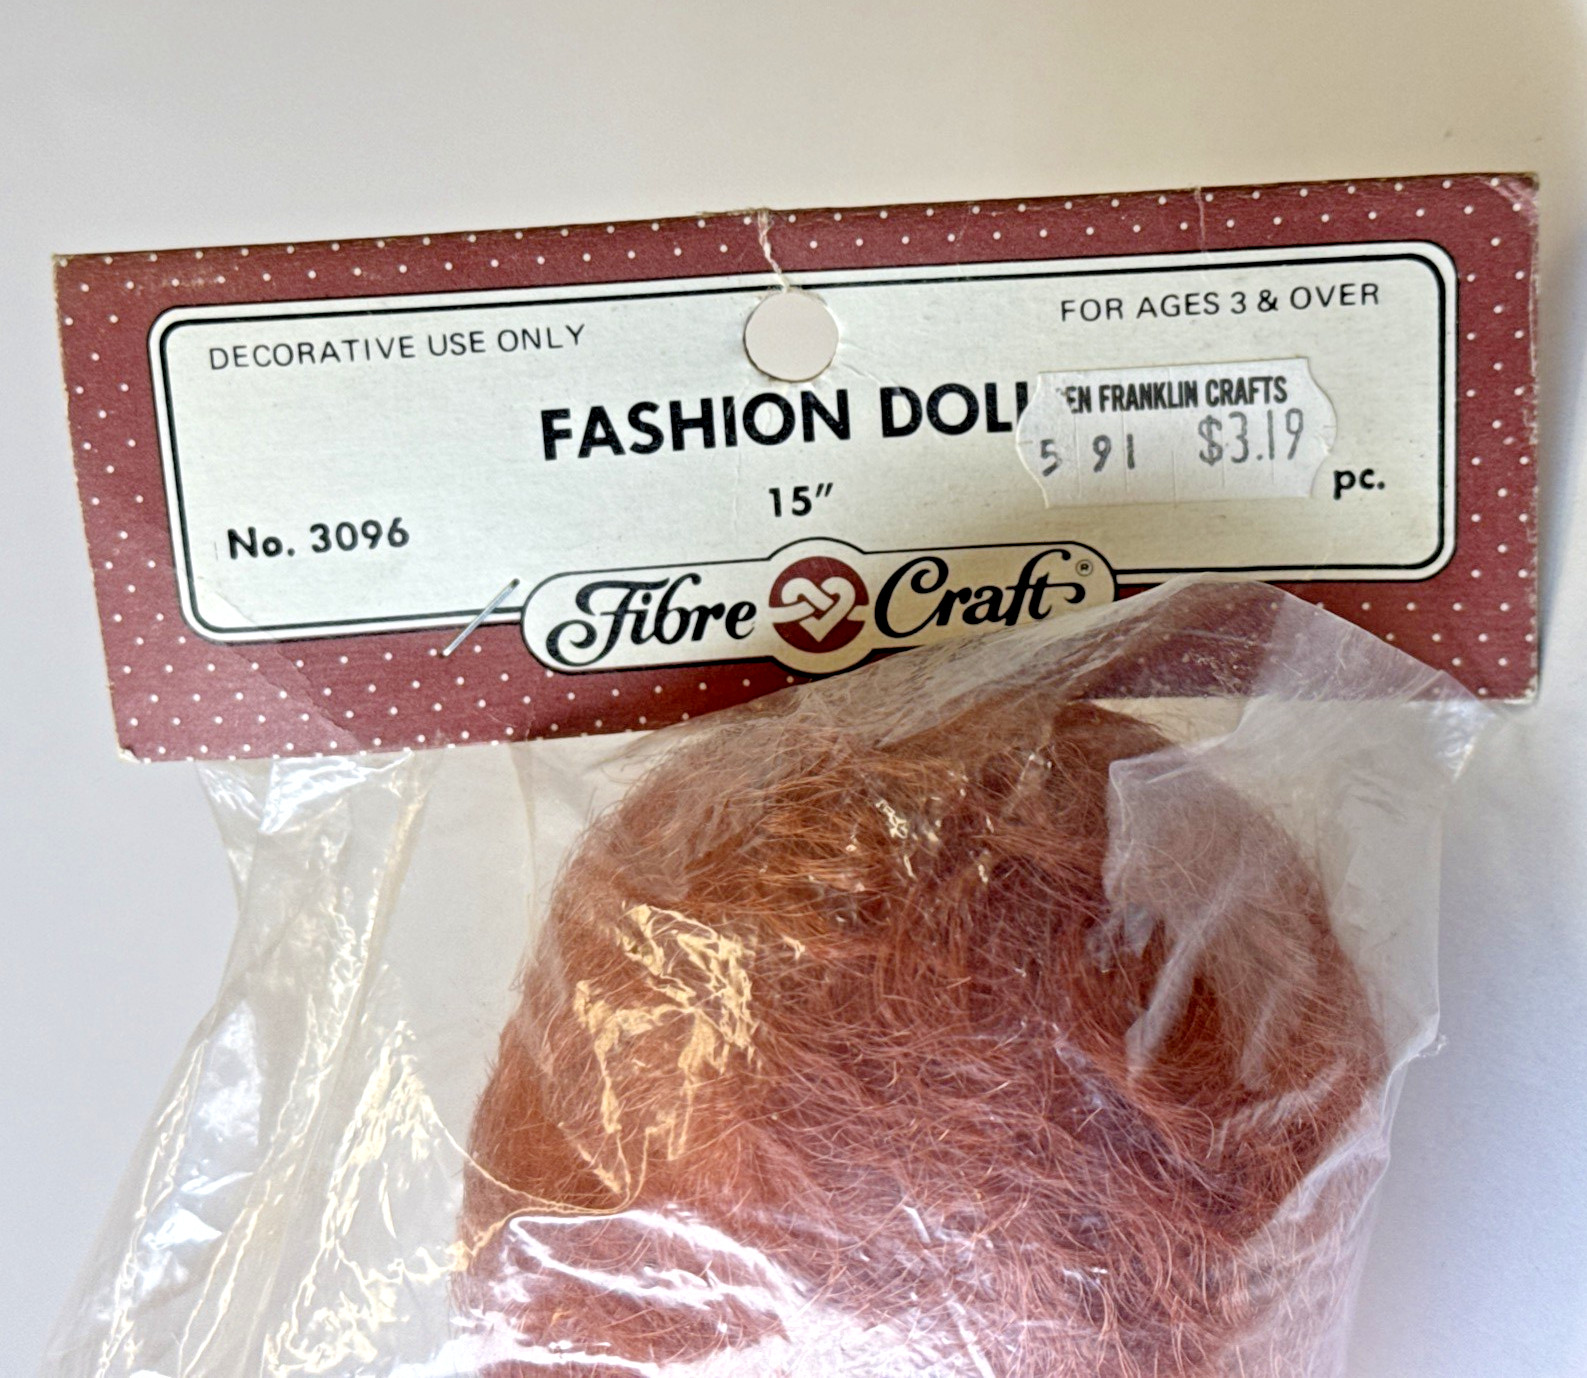 DECORATIVE USE ONLY
FOR AGES 3 & OVER
FASHION DOLL
EN FRANKLIN CRAFTS
5 91 $3.19
15″
pc.
No. 3096
Fibre Craft®